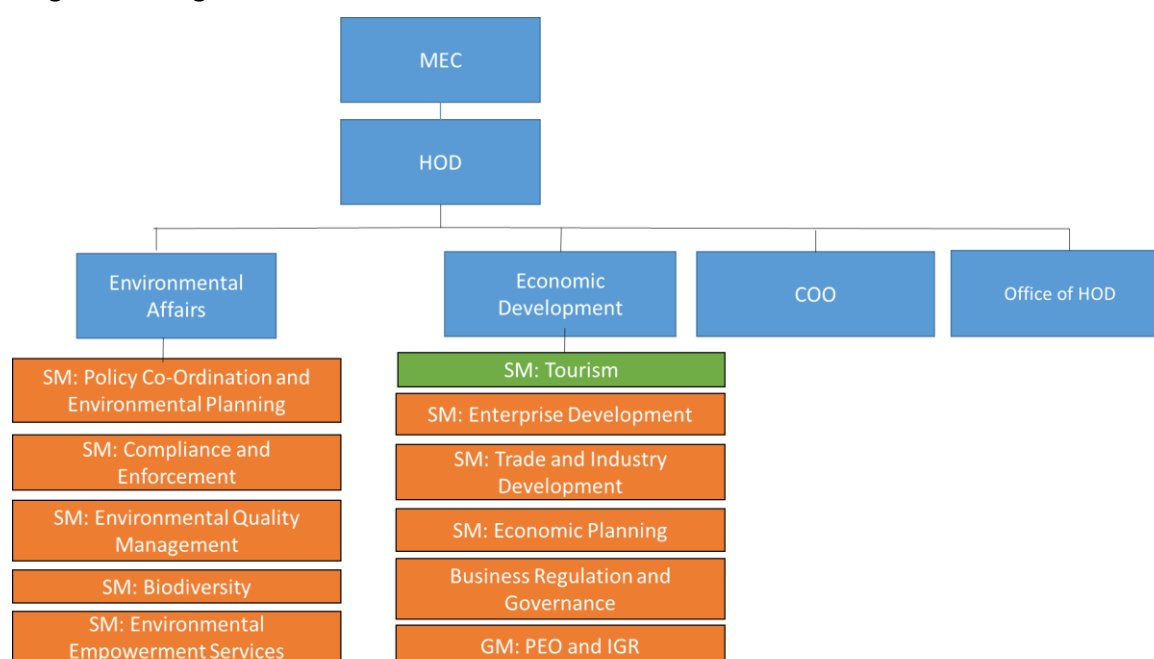 MEC
HOD
Environmental
Affairs
Economic
Development
COO
Office of HOD
SM: Policy Co-Ordination and
Environmental Planning
SM: Compliance and
Enforcement
SM: Environmental Quality
Management
SM: Biodiversity
SM: Environmental
Empowerment Services
SM: Tourism
SM: Enterprise Development
SM: Trade and Industry
Development
SM: Economic Planning
Business Regulation and
Governance
GM: PEO and IGR